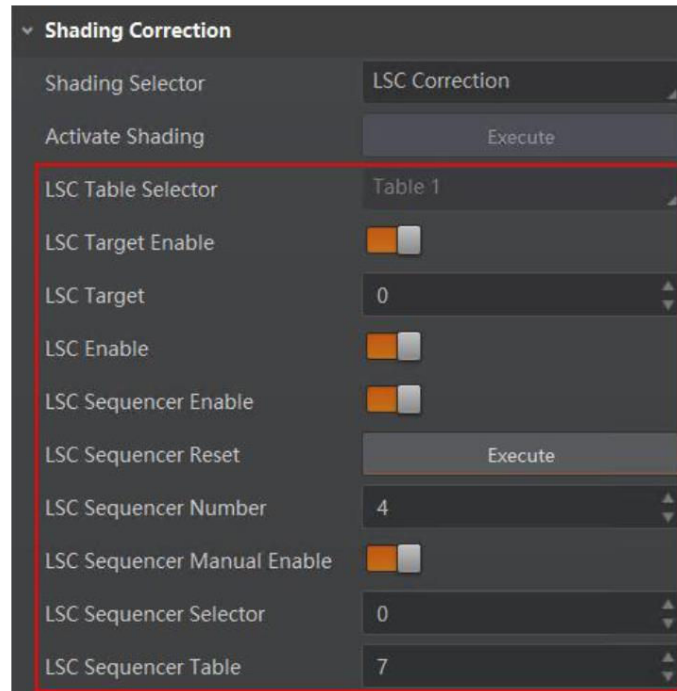 Shading Correction
Shading Selector LSC Correction
Activate Shading Execute
LSC Table Selector Table 1
LSC Target Enable
LSC Target 0
LSC Enable
LSC Sequencer Enable
LSC Sequencer Reset Execute
LSC Sequencer Number 4
LSC Sequencer Manual Enable
LSC Sequencer Selector 0
LSC Sequencer Table 7